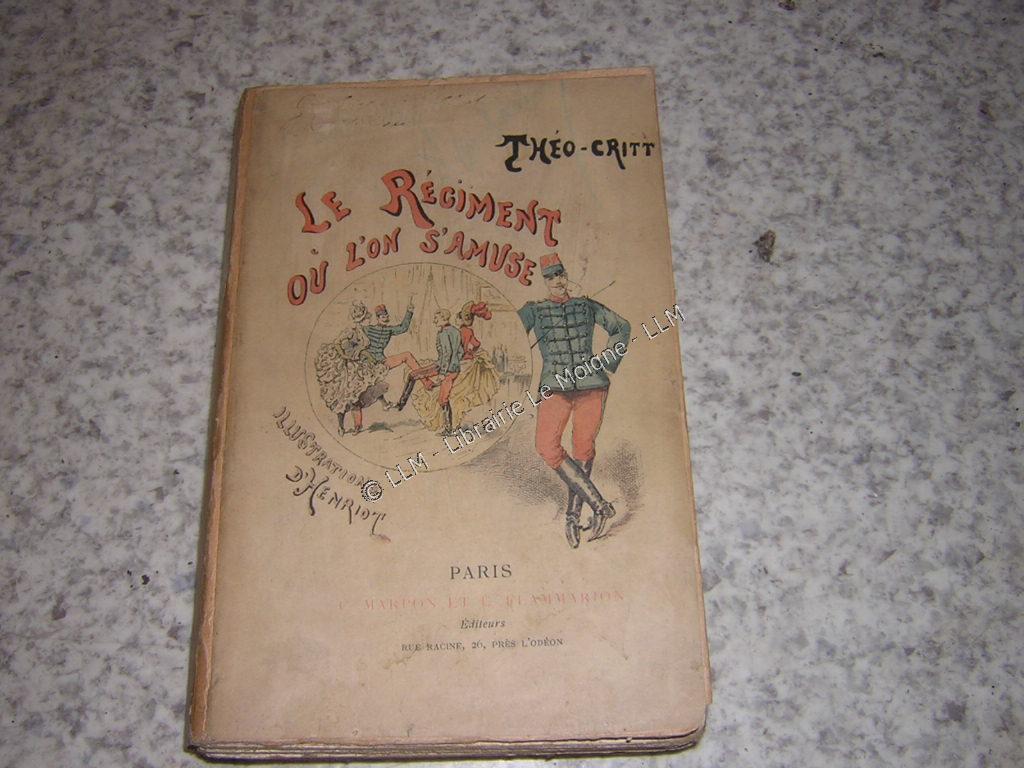 THÉO-CRITT
LE RÉGIMENT
OÙ L'ON S'AMUSE
ILLUSTRATIONS
D'HENRIOT
© LLM - Librairie Le Moigne - LLM
PARIS
C. MARPON ET E. FLAMMARION
Éditeurs
RUE RACINE, 26, PRÈS L'ODÉON